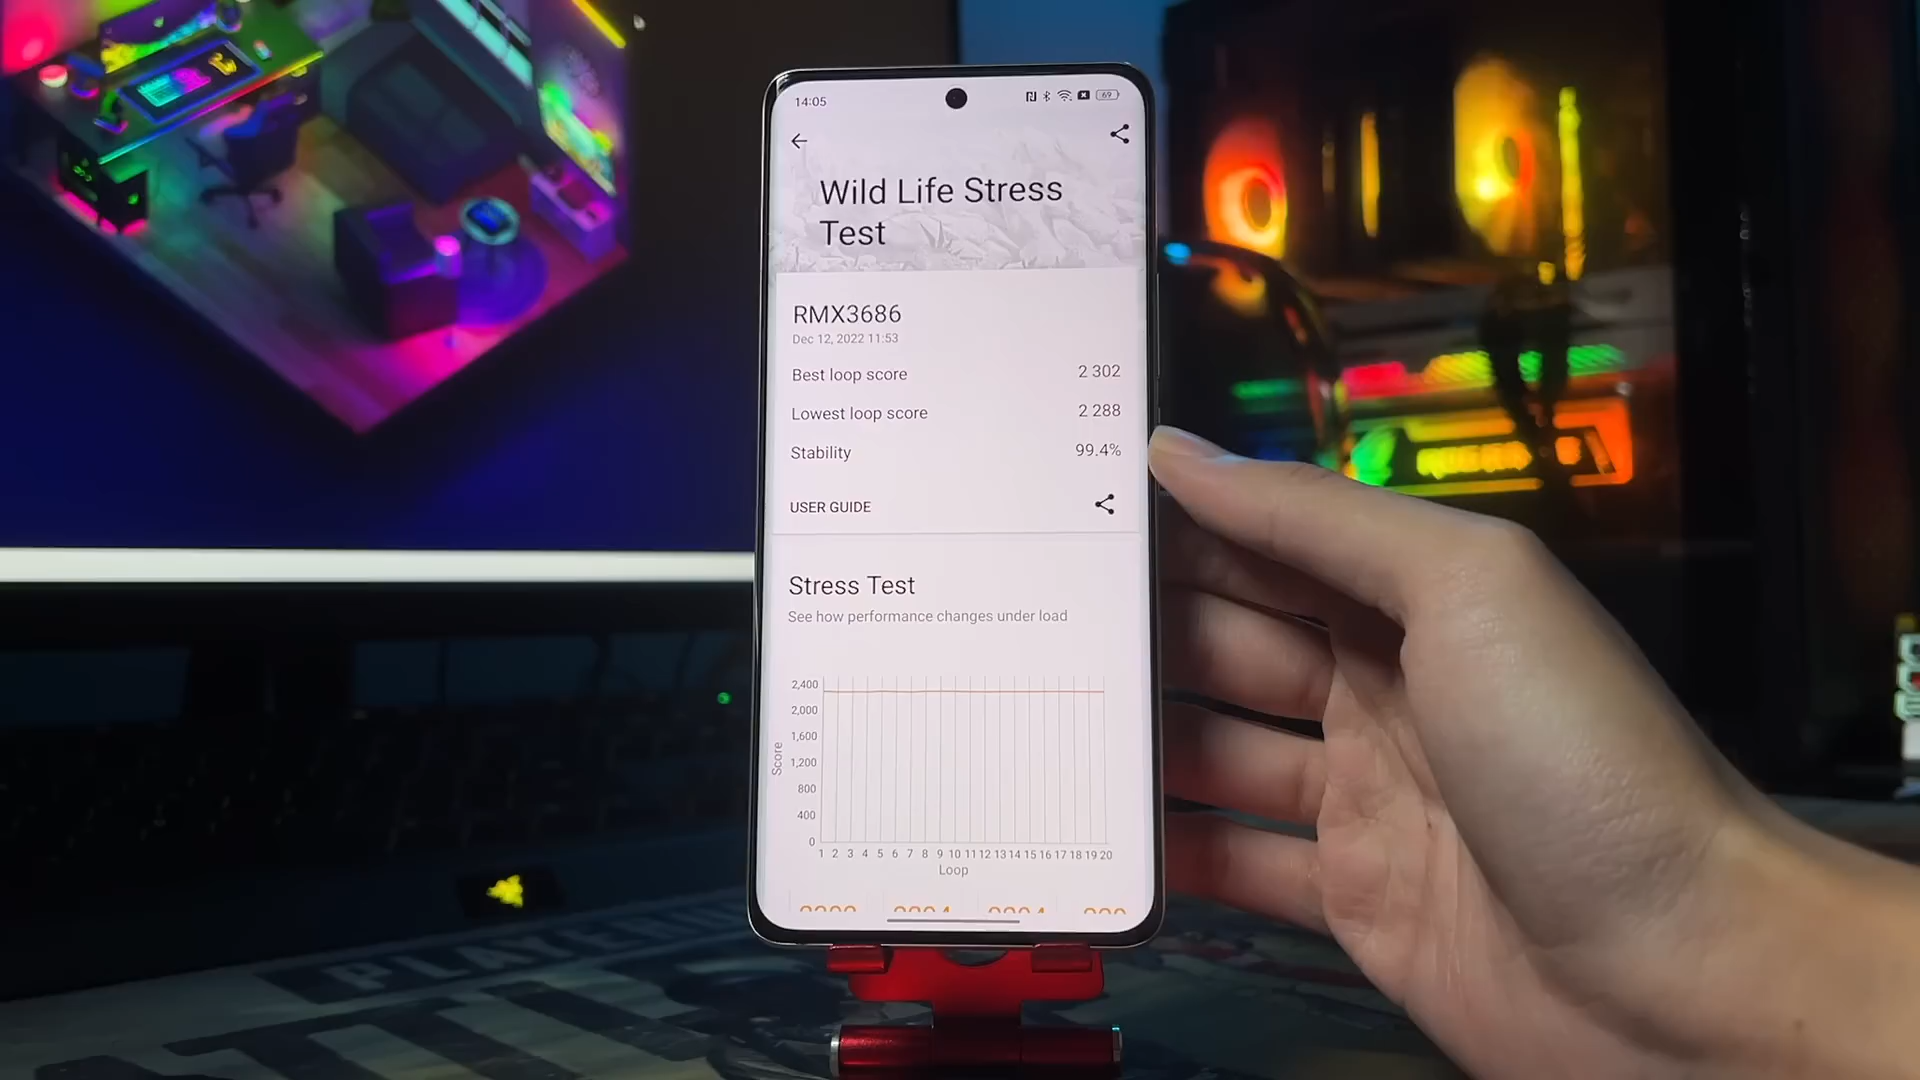 14:05
69
Wild Life Stress
Test
RMX3686
Dec 12, 2022 11:53
Best loop score 2 302
Lowest loop score 2 288
Stability 99.4%
USER GUIDE
Stress Test
See how performance changes under load
2,400
2,000
1,600
1,200
800
400
0
Score
1 2 3 4 5 6 7 8 9 10 11 12 13 14 15 16 17 18 19 20
Loop